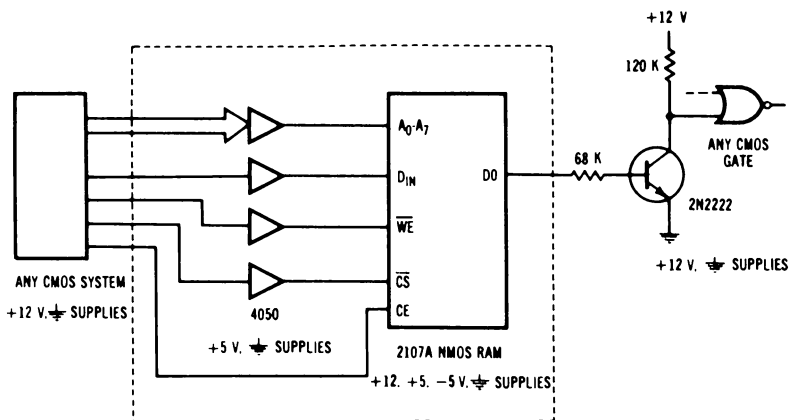 +12 V
120 K
ANY CMOS
GATE
68 K
2N2222
+12 V, ⏚ SUPPLIES
A0-A7
DIN
WE
CS
CE
DO
4050
+5 V, ⏚ SUPPLIES
ANY CMOS SYSTEM
+12 V, ⏚ SUPPLIES
2107A NMOS RAM
+12, +5, −5 V, ⏚ SUPPLIES